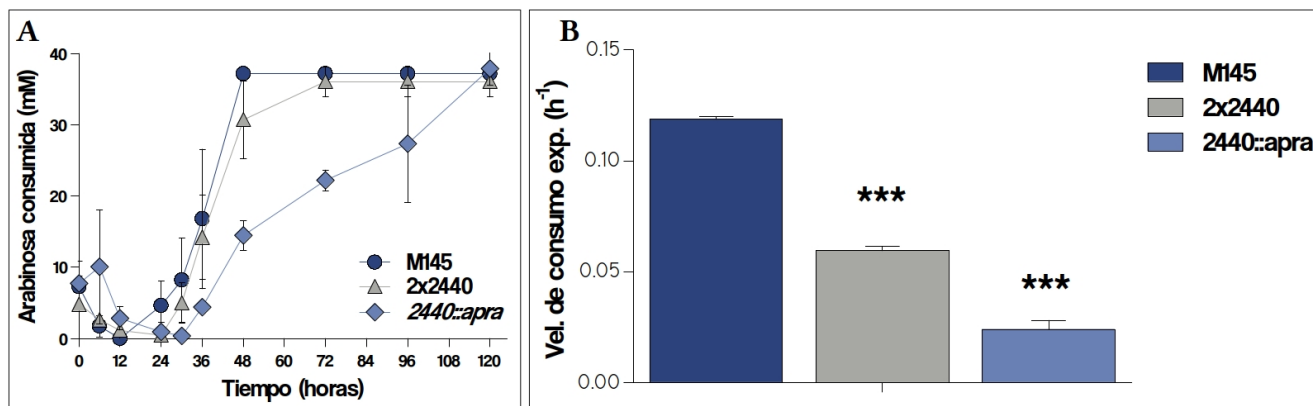 A
Arabinosa consumida (mM)
40
30
20
10
0
M145
2x2440
2440::apra
0 12 24 36 48 60 72 84 96 108 120
Tiempo (horas)
B
Vel. de consumo exp. (h-1)
0.15
0.10
0.05
0.00
***
***
M145
2x2440
2440::apra